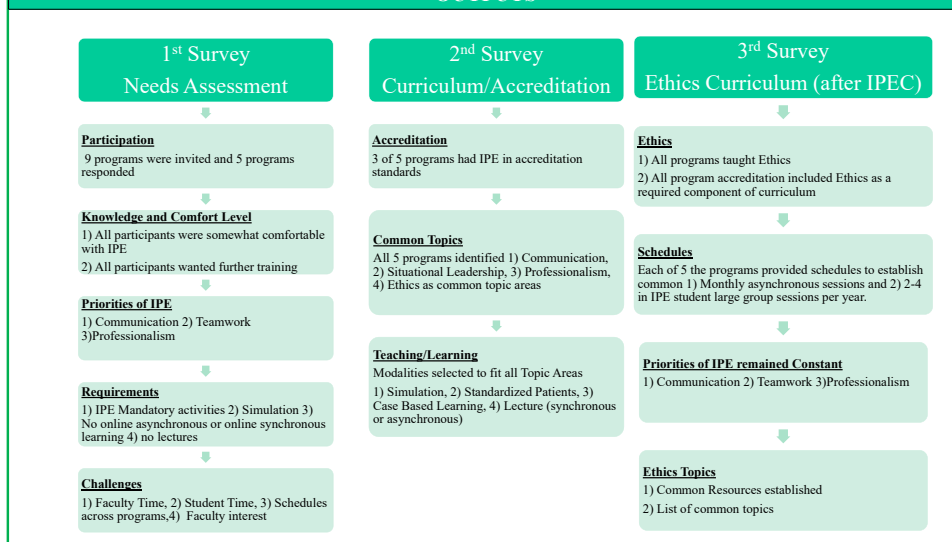 1st Survey
Needs Assessment
Participation
9 programs were invited and 5 programs
responded
Knowledge and Comfort Level
1) All participants were somewhat comfortable
with IPE
2) All participants wanted further training
Priorities of IPE
1) Communication 2) Teamwork
3)Professionalism
Requirements
1) IPE Mandatory activities 2) Simulation 3)
No online asynchronous or online synchronous
learning 4) no lectures
Challenges
1) Faculty Time, 2) Student Time, 3) Schedules
across programs,4) Faculty interest
2nd Survey
Curriculum/Accreditation
Accreditation
3 of 5 programs had IPE in accreditation
standards
Common Topics
All 5 programs identified 1) Communication,
2) Situational Leadership, 3) Professionalism,
4) Ethics as common topic areas
Teaching/Learning
Modalities selected to fit all Topic Areas
1) Simulation, 2) Standardized Patients, 3)
Case Based Learning, 4) Lecture (synchronous
or asynchronous)
3rd Survey
Ethics Curriculum (after IPEC)
Ethics
1) All programs taught Ethics
2) All program accreditation included Ethics as a
required component of curriculum
Schedules
Each of 5 the programs provided schedules to establish
common 1) Monthly asynchronous sessions and 2) 2-4
in IPE student large group sessions per year.
Priorities of IPE remained Constant
1) Communication 2) Teamwork 3)Professionalism
Ethics Topics
1) Common Resources established
2) List of common topics